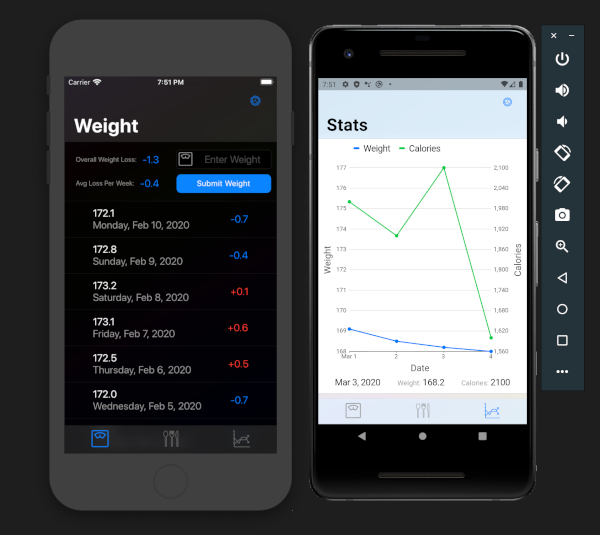 Carrier 7:51 PM
Weight
Overall Weight Loss: -1.3 Enter Weight
Avg Loss Per Week: -0.4 Submit Weight
172.1
Monday, Feb 10, 2020 -0.7
172.8
Sunday, Feb 9, 2020 -0.4
173.2
Saturday, Feb 8, 2020 +0.1
173.1
Friday, Feb 7, 2020 +0.6
172.5
Thursday, Feb 6, 2020 +0.5
172.0
Wednesday, Feb 5, 2020 -0.7
7:51
Stats
Weight Calories
177 2,100
176 2,040
175 1,980
174 1,920
173 1,860
172 1,800
171 1,740
170 1,680
169 1,620
168 1,560
Weight
Calories
Mar 1 2 3 4
Date
Mar 3, 2020 Weight: 168.2 Calories: 2100